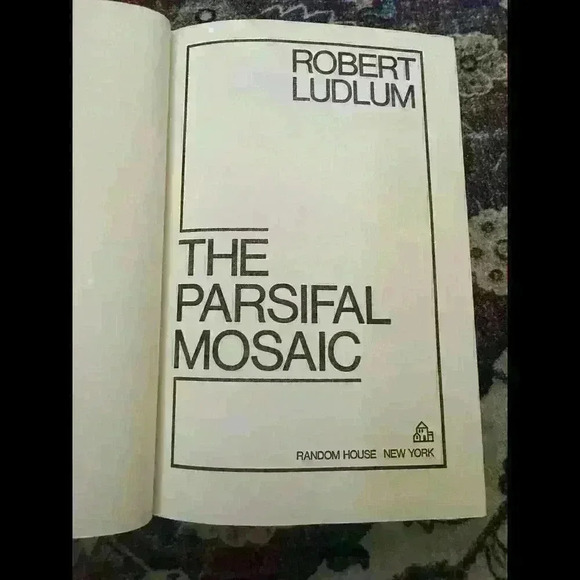 ROBERT
LUDLUM
THE
PARSIFAL
MOSAIC
RANDOM HOUSE NEW YORK